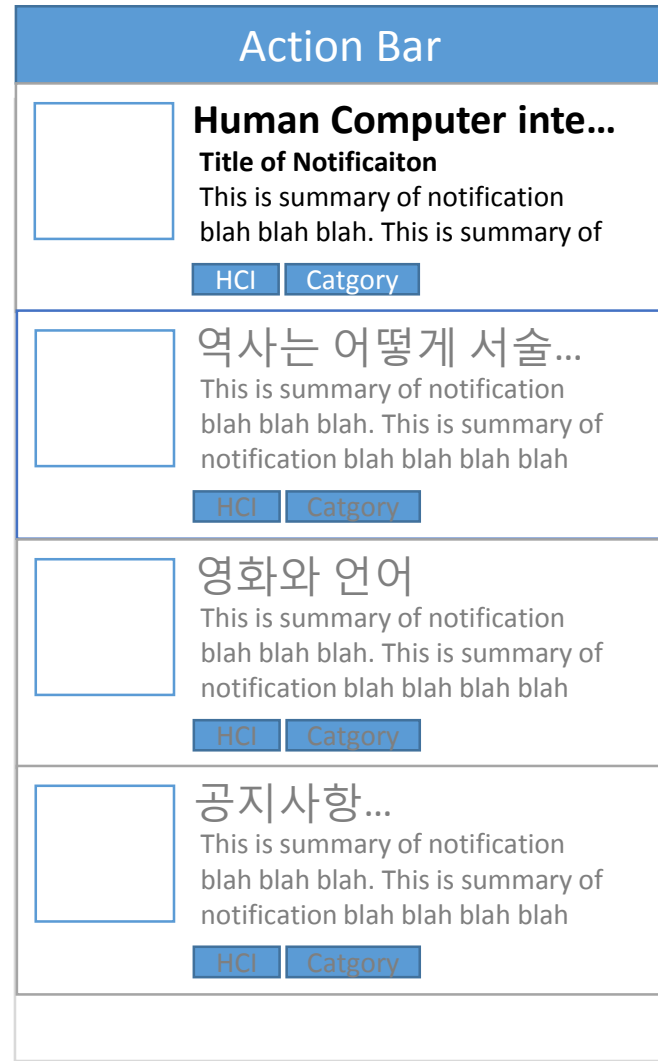 Action Bar
Human Computer inte...
Title of Notificaiton
This is summary of notification
blah blah blah. This is summary of
HCI Catgory
역사는 어떻게 서술...
This is summary of notification
blah blah blah. This is summary of
notification blah blah blah blah
HCI Catgory
영화와 언어
This is summary of notification
blah blah blah. This is summary of
notification blah blah blah blah
HCI Catgory
공지사항...
This is summary of notification
blah blah blah. This is summary of
notification blah blah blah blah
HCI Catgory